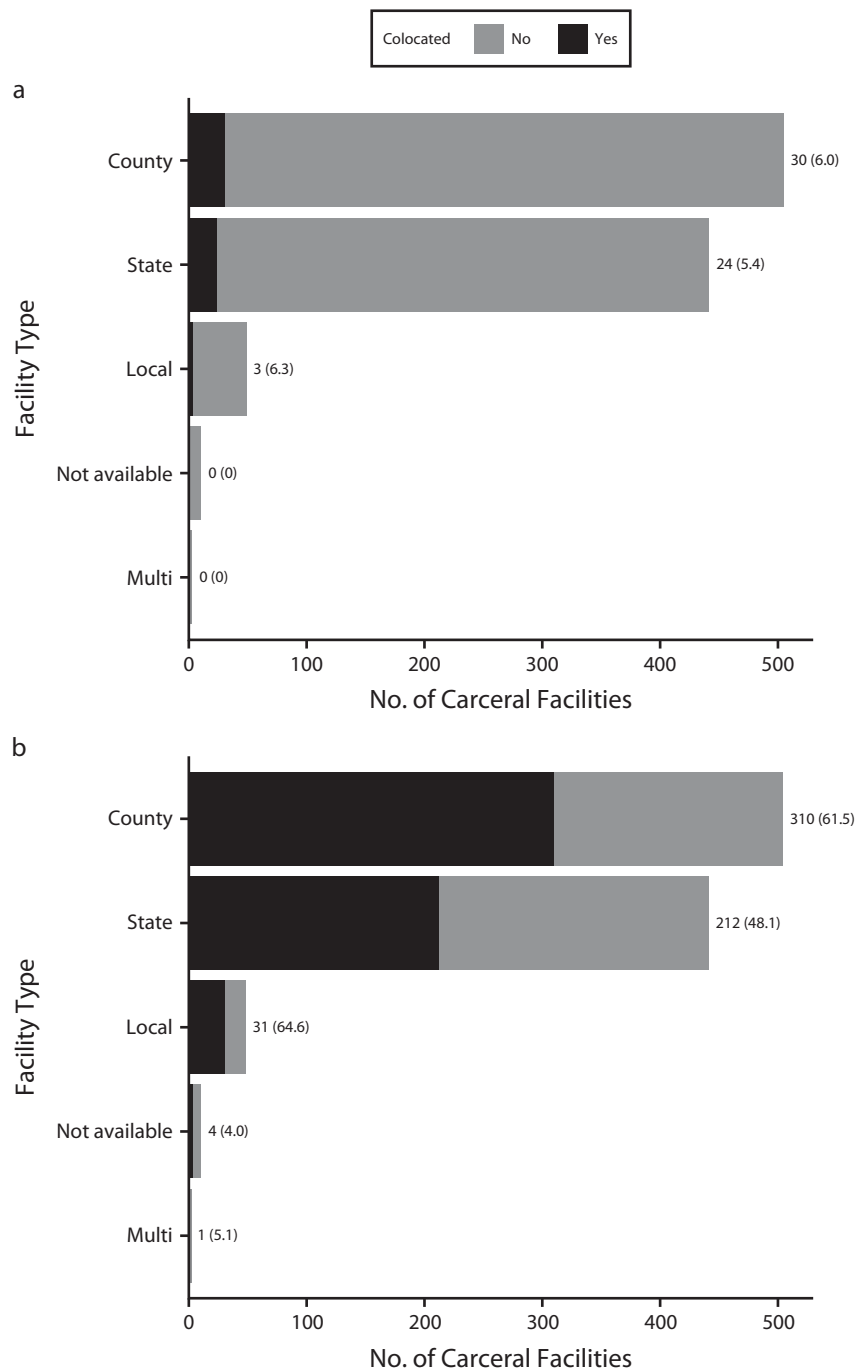 Colocated No Yes
a
County
30 (6.0)
State
24 (5.4)
Local
3 (6.3)
Not available
0 (0)
Multi
0 (0)
Facility Type
0 100 200 300 400 500
No. of Carceral Facilities
b
County
310 (61.5)
State
212 (48.1)
Local
31 (64.6)
Not available
4 (4.0)
Multi
1 (5.1)
Facility Type
0 100 200 300 400 500
No. of Carceral Facilities